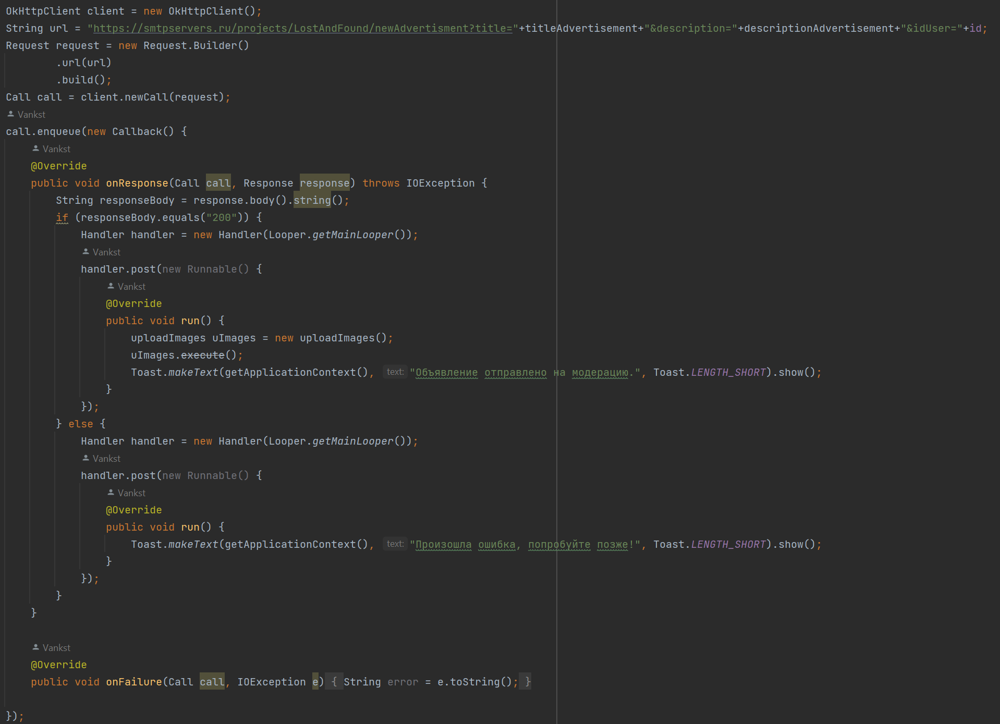 OkHttpClient client = new OkHttpClient();
String url = "https://smtpservers.ru/projects/LostAndFound/newAdvertisment?title="+titleAdvertisement+"&description="+descriptionAdvertisement+"&idUser="+id;
Request request = new Request.Builder()
        .url(url)
        .build();
Call call = client.newCall(request);
Vankst
call.enqueue(new Callback() {
    Vankst
    @Override
    public void onResponse(Call call, Response response) throws IOException {
        String responseBody = response.body().string();
        if (responseBody.equals("200")) {
            Handler handler = new Handler(Looper.getMainLooper());
            Vankst
            handler.post(new Runnable() {
                Vankst
                @Override
                public void run() {
                    uploadImages uImages = new uploadImages();
                    uImages.execute();
                    Toast.makeText(getApplicationContext(), text: "Объявление отправлено на модерацию.", Toast.LENGTH_SHORT).show();
                }
            });
        } else {
            Handler handler = new Handler(Looper.getMainLooper());
            Vankst
            handler.post(new Runnable() {
                Vankst
                @Override
                public void run() {
                    Toast.makeText(getApplicationContext(), text: "Произошла ошибка, попробуйте позже!", Toast.LENGTH_SHORT).show();
                }
            });
        }
    }
    Vankst
    @Override
    public void onFailure(Call call, IOException e) { String error = e.toString(); }
});